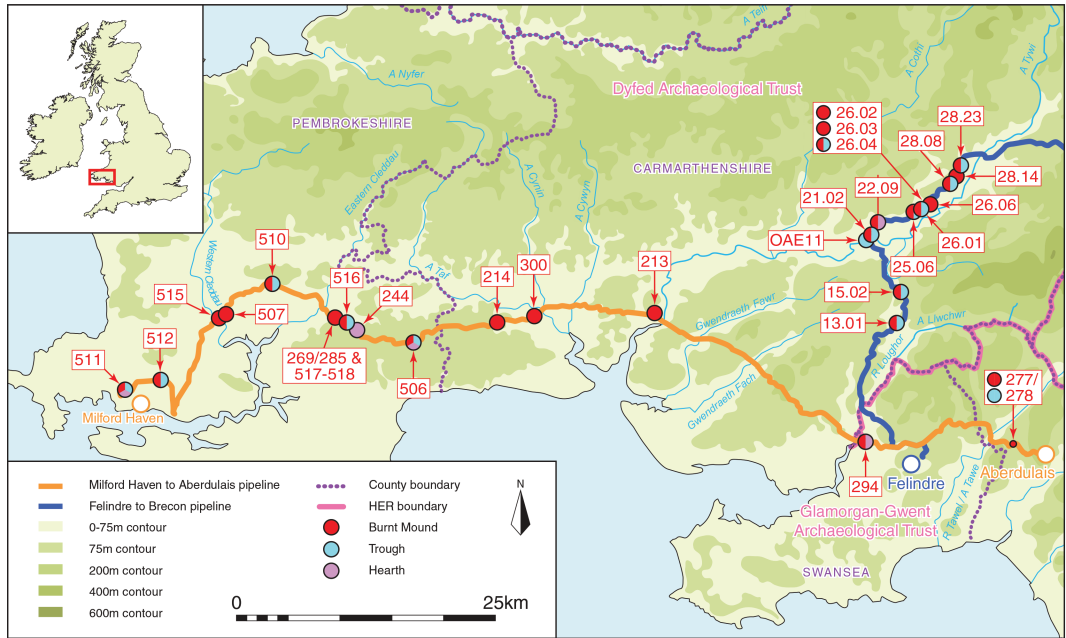 A Teifi
A Nyfer
A Cothi
A Tywi
Dyfed Archaeological Trust
PEMBROKESHIRE
CARMARTHENSHIRE
Eastern Cleddau
A Cynin
A Cywyn
Western Cleddau
A Taf
26.02
26.03
26.04
28.23
28.08
28.14
22.09
21.02
26.06
OAE11
26.01
25.06
510
516
244
214
300
213
515
507
15.02
13.01
Gwendraeth Fawr
A Llwchwr
R Loughor
512
511
269/285 &
517-518
506
Gwendraeth Fach
277/
278
Milford Haven
294
Felindre
Aberdulais
Glamorgan-Gwent
Archaeological Trust
R Tawel / A Tawe
SWANSEA
Milford Haven to Aberdulais pipeline
Felindre to Brecon pipeline
0-75m contour
75m contour
200m contour
400m contour
600m contour
County boundary
HER boundary
Burnt Mound
Trough
Hearth
N
0
25km